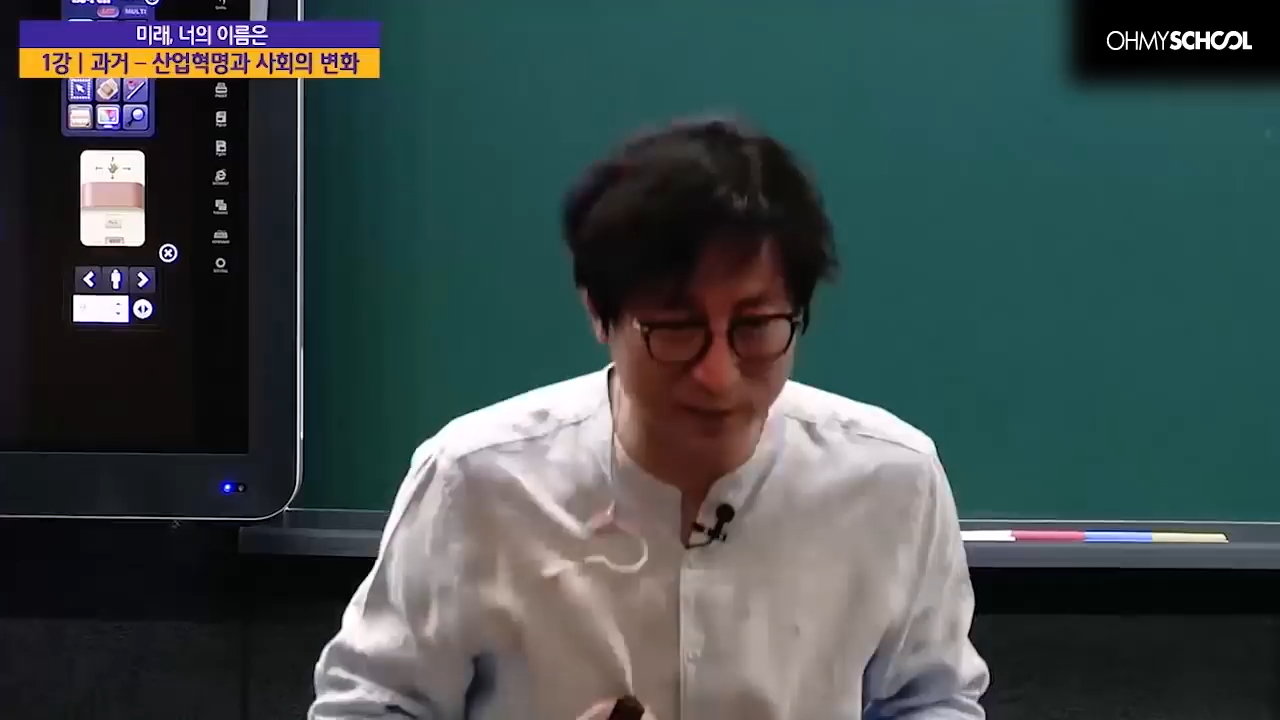 MULTI
미래, 너의 이름은
1강 | 과거 – 산업혁명과 사회의 변화
OHMYSCHOOL